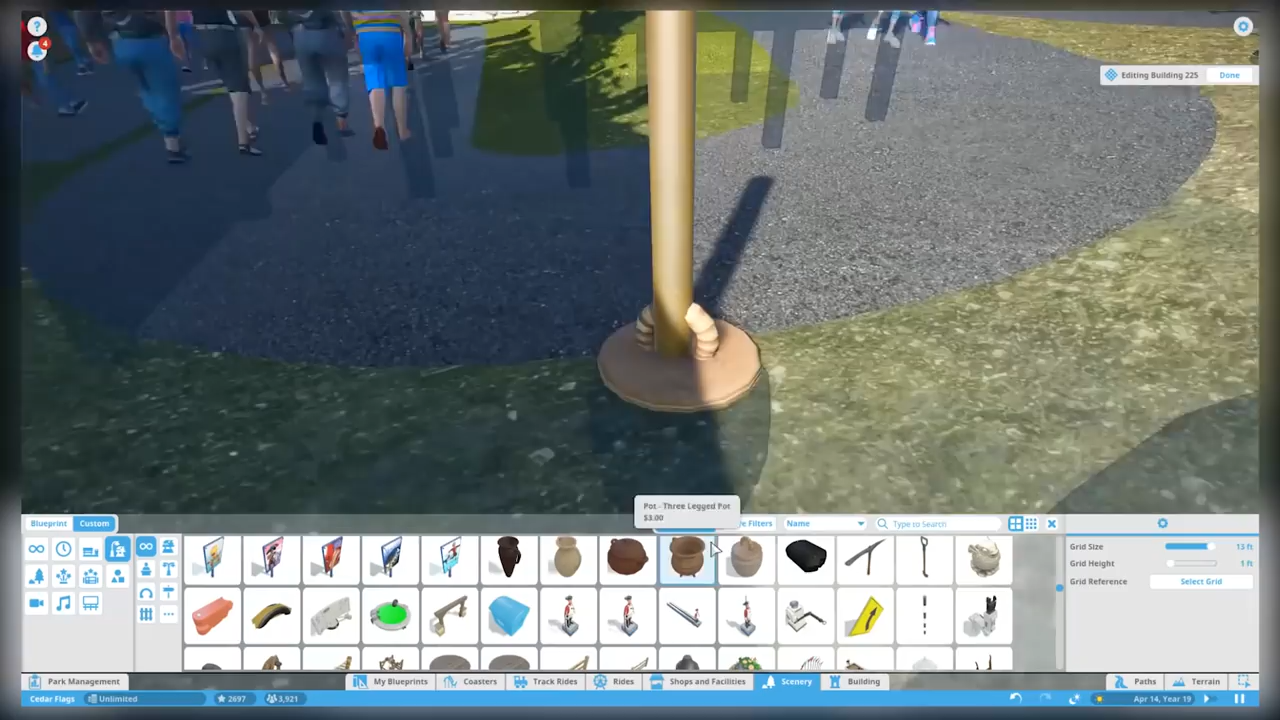 ?
4
Editing Building 225 Done
Pot - Three Legged Pot
$3.00
Blueprint Custom
Filters Name Type to Search
Grid Size 13 ft
Grid Height 1 ft
Grid Reference Select Grid
Park Management My Blueprints Coasters Track Rides Rides Shops and Facilities Scenery Building Paths Terrain
Cedar Flags Unlimited 2697 3,921 Apr 14, Year 19